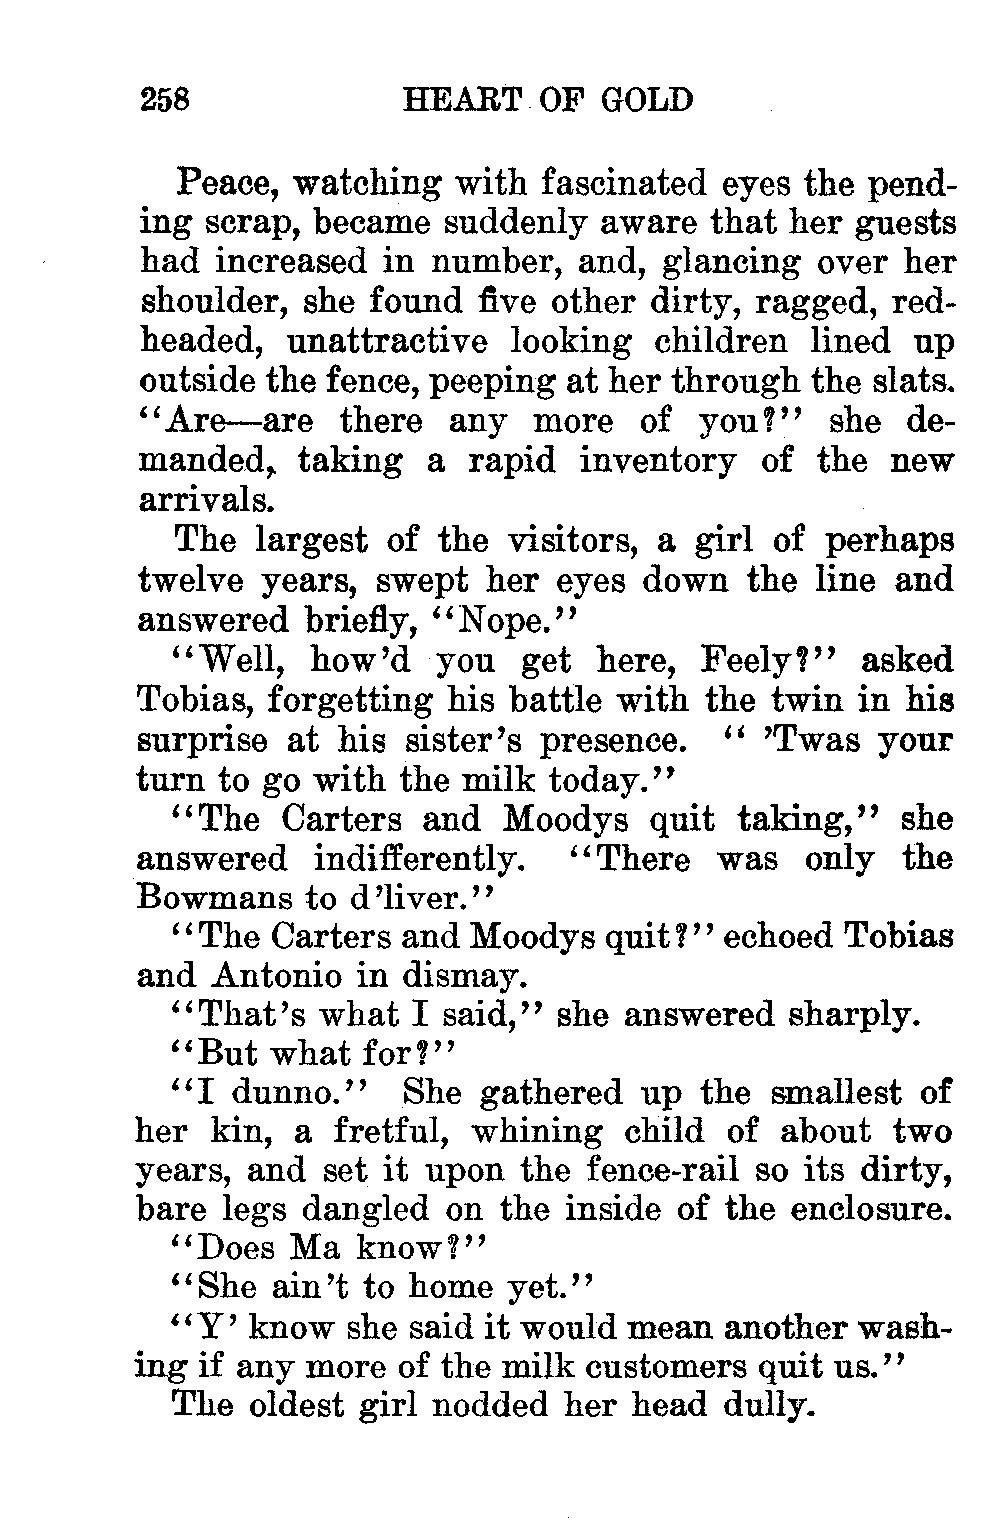 258 HEART OF GOLD
Peace, watching with fascinated eyes the pend-
ing scrap, became suddenly aware that her guests
had increased in number, and, glancing over her
shoulder, she found five other dirty, ragged, red-
headed, unattractive looking children lined up
outside the fence, peeping at her through the slats.
"Are—are there any more of you?" she de-
manded, taking a rapid inventory of the new
arrivals.
The largest of the visitors, a girl of perhaps
twelve years, swept her eyes down the line and
answered briefly, "Nope."
"Well, how'd you get here, Feely?" asked
Tobias, forgetting his battle with the twin in his
surprise at his sister's presence. " 'Twas your
turn to go with the milk today."
"The Carters and Moodys quit taking," she
answered indifferently. "There was only the
Bowmans to d'liver."
"The Carters and Moodys quit?" echoed Tobias
and Antonio in dismay.
"That's what I said," she answered sharply.
"But what for?"
"I dunno." She gathered up the smallest of
her kin, a fretful, whining child of about two
years, and set it upon the fence-rail so its dirty,
bare legs dangled on the inside of the enclosure.
"Does Ma know?"
"She ain't to home yet."
"Y' know she said it would mean another wash-
ing if any more of the milk customers quit us."
The oldest girl nodded her head dully.